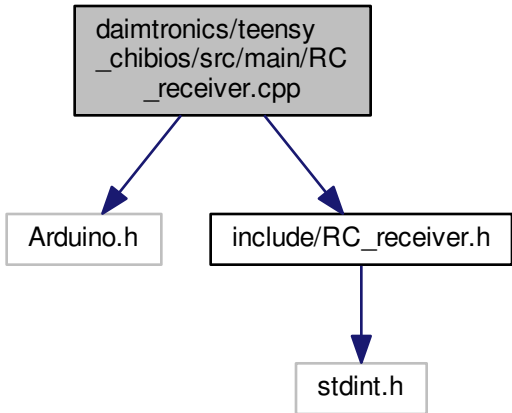 daimtronics/teensy
_chibios/src/main/RC
_receiver.cpp
Arduino.h
include/RC_receiver.h
stdint.h